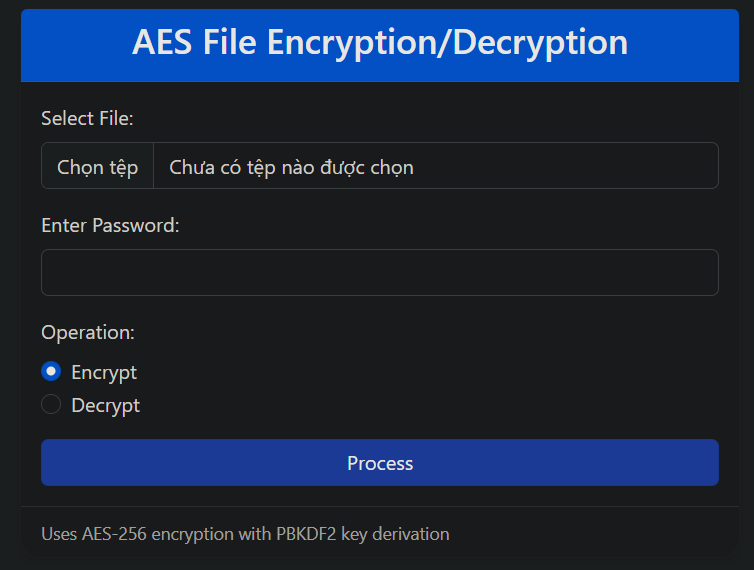 AES File Encryption/Decryption
Select File:
Chọn tệp Chưa có tệp nào được chọn
Enter Password:
Operation:
Encrypt
Decrypt
Process
Uses AES-256 encryption with PBKDF2 key derivation